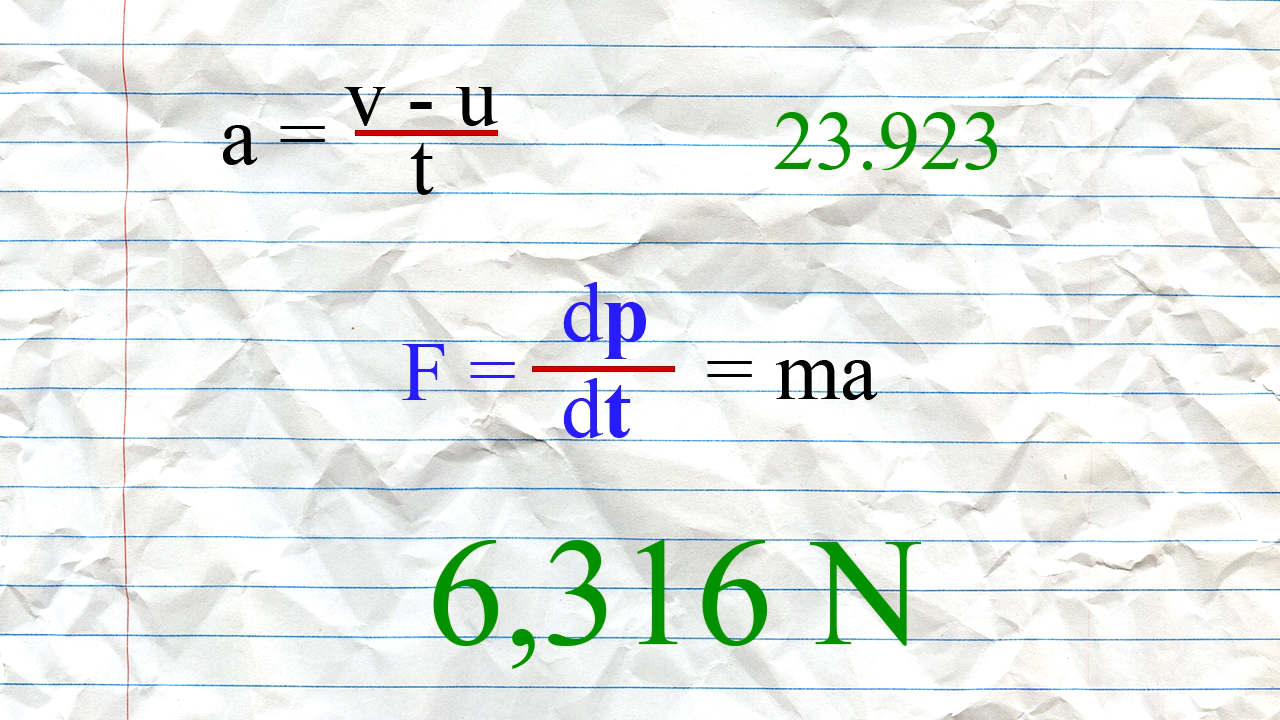 a = v - u / t
23.923
F = dp / dt = ma
6,316 N